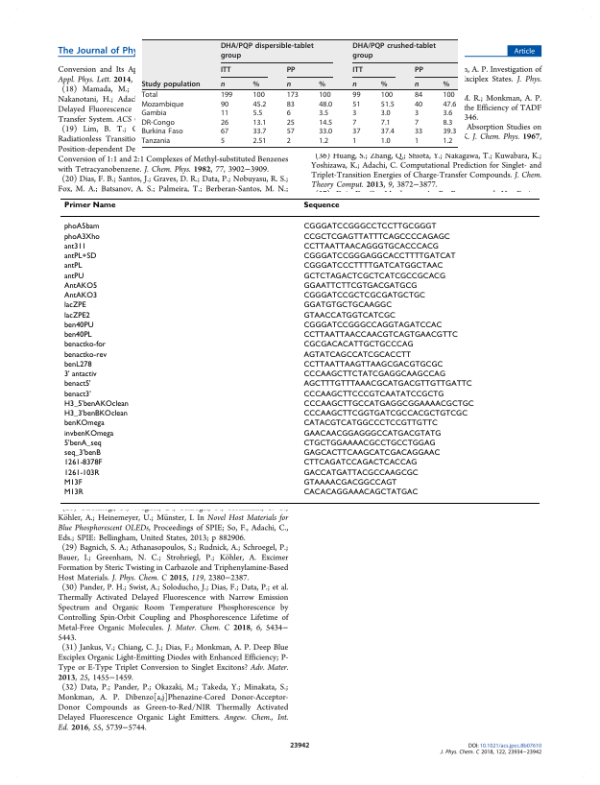 The Journal of
Article
DHA/PQP dispersible-tablet group DHA/PQP crushed-tablet group
ITT PP ITT PP
Study population n % n % n % n %
Total 199 100 173 100 99 100 84 100
Mozambique 90 45.2 83 48.0 51 51.5 40 47.6
Gambia 11 5.5 6 3.5 3 3.0 3 3.6
DR-Congo 26 13.1 25 14.5 7 7.1 7 8.3
Burkina Faso 67 33.7 57 33.0 37 37.4 33 39.3
Tanzania 5 2.51 2 1.2 1 1.0 1 1.2
Conversion and Its
Appl. Phys. Lett. 2014,
(18) Mamada, M.;
Nakanotani, H.;
Delayed Fluorescence
Transfer System. ACS
(19) Lim, B. T.;
Radiationless
Position-dependent
Conversion of 1:1 and 2:1 Complexes of Methyl-substituted Benzenes
with Tetracyanobenzene. J. Chem. Phys. 1982, 77, 3902−3909.
(20) Dias, F. B.; Santos, J.; Graves, D. R.; Data, P.; Nobuyasu, R. S.;
Fox, M. A.; Batsanov, A. S.; Palmeira, T.; Berberan-Santos, M. N.;
A. P. Investigation of
States. J. Phys.
R.; Monkman, A. P.
the Efficiency of TADF
346.
Absorption Studies on
J. Chem. Phys. 1967,
(36) Huang, S.; Zhang, Q.; Shiota, Y.; Nakagawa, T.; Kuwabara, K.;
Yoshizawa, K.; Adachi, C. Computational Prediction for Singlet- and
Triplet-Transition Energies of Charge-Transfer Compounds. J. Chem.
Theory Comput. 2013, 9, 3872−3877.
Primer Name Sequence
phoA5bam CGGGATCCGGGCCTCCTTGCGGGT
phoA3Xho CCGCTCGAGTTATTTCAGCCCCAGAGC
ant311 CCTTAATTAACAGGGTGCACCCACG
antPL+SD CGGGATCCGGGAGGCACCTTTTGATCAT
antPL CGGGATCCCTTTTGATCATGGCTAAC
antPU GCTCTAGACTCGCTCATCGCCGCACG
AntAKO5 GGAATTCTTCGTGACGATGCG
AntAKO3 CGGGATCCGCTCGCGATGCTGC
lacZPE GGATGTGCTGCAAGGC
lacZPE2 GTAACCATGGTCATCGC
ben40PU CGGGATCCGGGCCAGGTAGATCCAC
ben40PL CCTTAATTAACCAACGTCAGTGAACGTTC
benactko-for CGCGACACATTGCTGCCCAG
benactko-rev AGTATCAGCCATCGCACCTT
benL278 CCTTAATTAAGTTAAGCGACGTGCGC
3' antactiv CCCAAGCTTCTATCGAGGCAAGCCAG
benact5' AGCTTTGTTTAAACGCATGACGTTGTTGATTC
benact3' CCCAAGCTTCCCGTCAATATCCGCTG
H3_5'benAKOclean CCCAAGCTTGCCATGAGGCGGAAAACGCTGC
H3_3'benBKOclean CCCAAGCTTCGGTGATCGCCACGCTGTCGC
benKOmega CATACGTCATGGCCCTCCGTTGTTC
invbenKOmega GAACAACGGAGGGCCATGACGTATG
5'benA_seq CTGCTGGAAAACGCCTGCCTGGAG
seq_3'benB GAGCACTTCAAGCATCGACAGGAAC
1261-8378F CTTCAGATCCAGACTCACCAG
1261-103R GACCATGATTACGCCAAGCGC
M13F GTAAAACGACGGCCAGT
M13R CACACAGGAAACAGCTATGAC
Köhler, A.; Heinemeyer, U.; Münster, I. In Novel Host Materials for
Blue Phosphorescent OLEDs, Proceedings of SPIE; So, F., Adachi, C.,
Eds.; SPIE: Bellingham, United States, 2013; p 882906.
(29) Bagnich, S. A.; Athanasopoulos, S.; Rudnick, A.; Schroegel, P.;
Bauer, I.; Greenham, N. C.; Strohriegl, P.; Köhler, A. Excimer
Formation by Steric Twisting in Carbazole and Triphenylamine-Based
Host Materials. J. Phys. Chem. C 2015, 119, 2380−2387.
(30) Pander, P. H.; Swist, A.; Soloducho, J.; Dias, F.; Data, P.; et al.
Thermally Activated Delayed Fluorescence with Narrow Emission
Spectrum and Organic Room Temperature Phosphorescence by
Controlling Spin-Orbit Coupling and Phosphorescence Lifetime of
Metal-Free Organic Molecules. J. Mater. Chem. C 2018, 6, 5434−
5443.
(31) Jankus, V.; Chiang, C. J.; Dias, F.; Monkman, A. P. Deep Blue
Exciplex Organic Light-Emitting Diodes with Enhanced Efficiency; P-
Type or E-Type Triplet Conversion to Singlet Excitons? Adv. Mater.
2013, 25, 1455−1459.
(32) Data, P.; Pander, P.; Okazaki, M.; Takeda, Y.; Minakata, S.;
Monkman, A. P. Dibenzo[a,j]Phenazine-Cored Donor-Acceptor-
Donor Compounds as Green-to-Red/NIR Thermally Activated
Delayed Fluorescence Organic Light Emitters. Angew. Chem., Int.
Ed. 2016, 55, 5739−5744.
23942
DOI: 10.1021/acs.jpcc.8b07610
J. Phys. Chem. C 2018, 122, 23934−23942